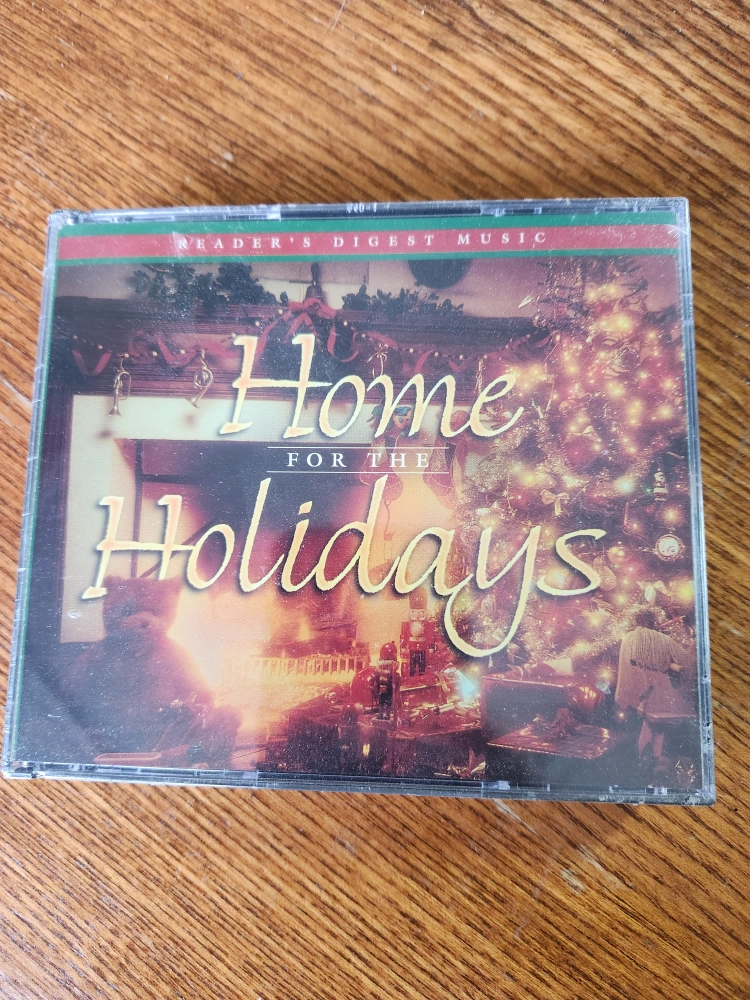 READER'S DIGEST MUSIC
Home
FOR THE
Holidays